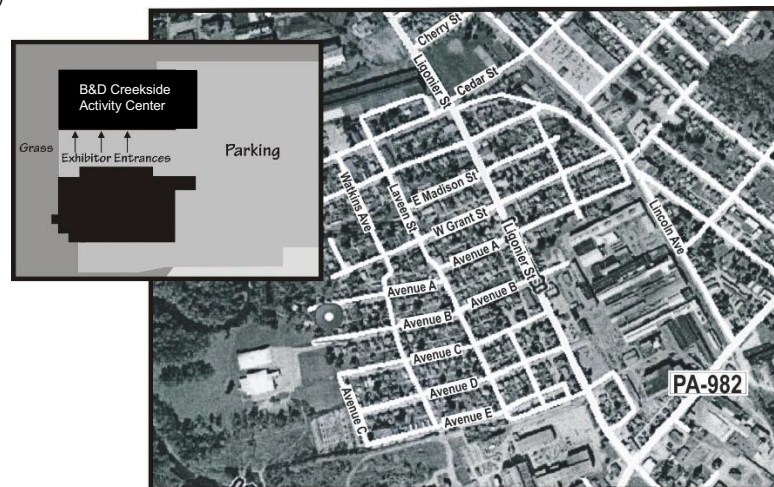 B&D Creekside
Activity Center
Grass
Exhibitor Entrances
Parking
Cherry St
Ligonier St
Cedar St
Watkins Ave
Laveen St
E Madison St
W Grant St
Ligonier St
Lincoln Ave
Avenue A
Avenue A
Avenue B
Avenue B
Avenue C
Avenue D
Avenue C
Avenue E
PA-982